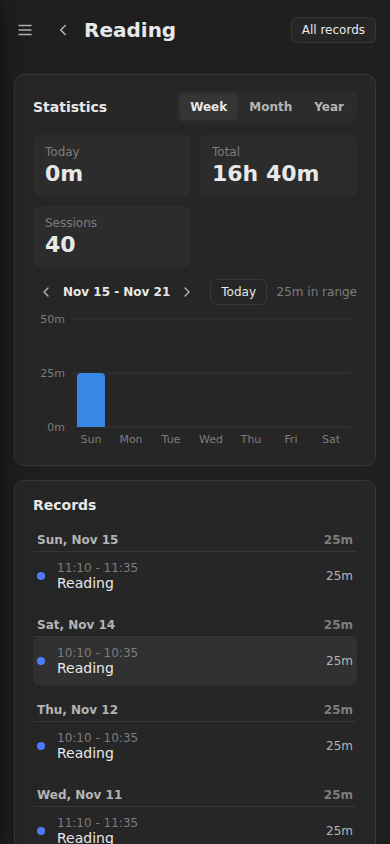 Reading
All records
Statistics
Week Month Year
Today
0m
Total
16h 40m
Sessions
40
Nov 15 - Nov 21
Today
25m in range
50m
25m
0m
Sun Mon Tue Wed Thu Fri Sat
Records
Sun, Nov 15 25m
11:10 - 11:35
Reading
25m
Sat, Nov 14 25m
10:10 - 10:35
Reading
25m
Thu, Nov 12 25m
10:10 - 10:35
Reading
25m
Wed, Nov 11 25m
11:10 - 11:35
Reading
25m